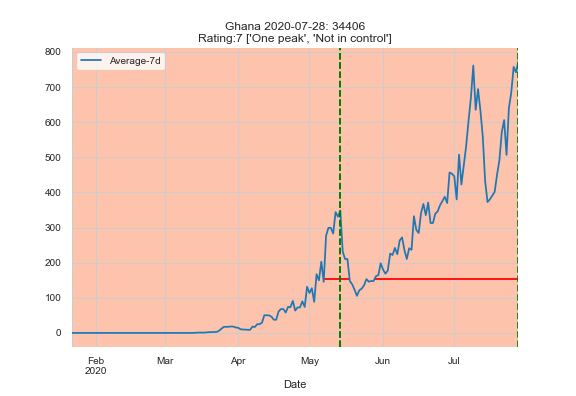 Ghana 2020-07-28: 34406
Rating:7 ['One peak', 'Not in control']
Average-7d
800
700
600
500
400
300
200
100
0
Feb
2020
Mar
Apr
May
Jun
Jul
Date